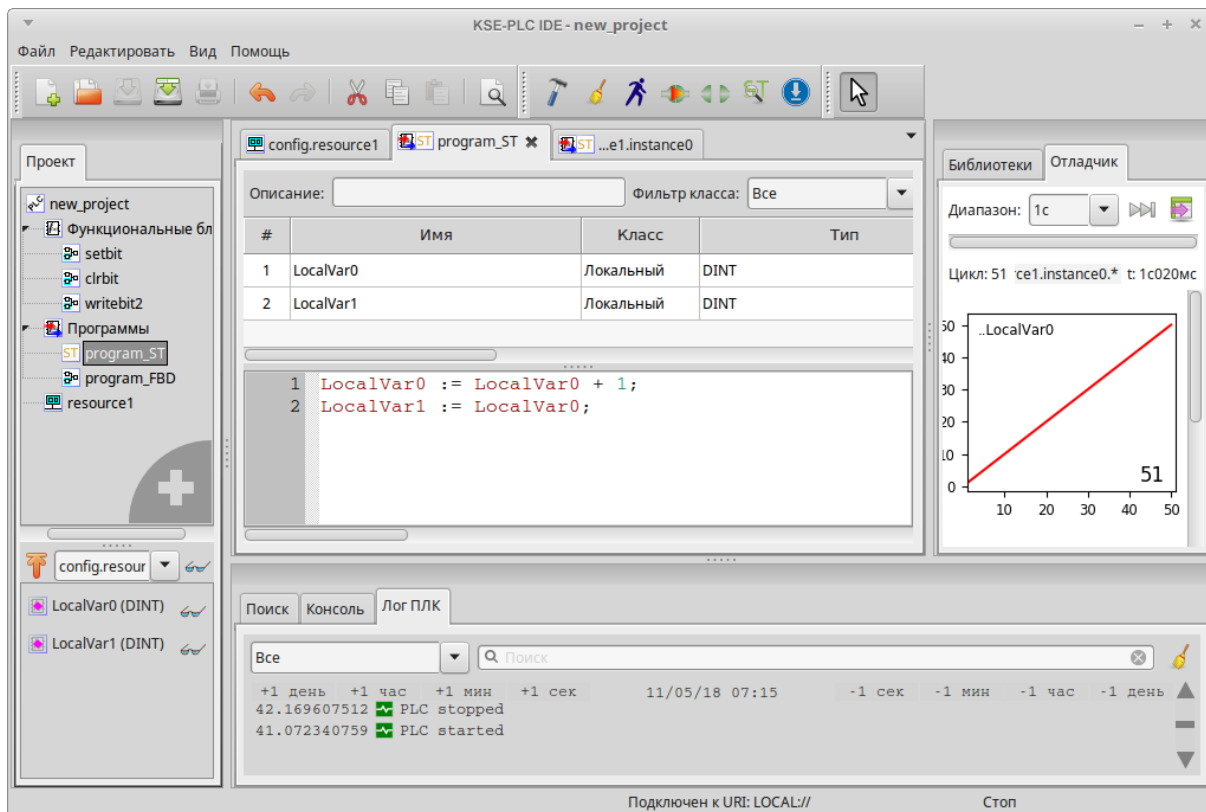 KSE-PLC IDE - new_project
Файл Редактировать Вид Помощь
Проект
new_project
Функциональные бл
setbit
clrbit
writebit2
Программы
ST program_ST
program_FBD
resource1
config.resour
LocalVar0 (DINT)
LocalVar1 (DINT)
config.resource1 ST program_ST ST ...e1.instance0
Описание: Фильтр класса: Все
# Имя Класс Тип
1 LocalVar0 Локальный DINT
2 LocalVar1 Локальный DINT
1 LocalVar0 := LocalVar0 + 1;
2 LocalVar1 := LocalVar0;
Библиотеки Отладчик
Диапазон: 1с
Цикл: 51 ce1.instance0.* t: 1с020мс
..LocalVar0
50
40
30
20
10
0
51
10 20 30 40 50
Поиск Консоль Лог ПЛК
Все Поиск
+1 день +1 час +1 мин +1 сек 11/05/18 07:15 -1 сек -1 мин -1 час -1 день
42.169607512 PLC stopped
41.072340759 PLC started
Подключен к URI: LOCAL:// Стоп